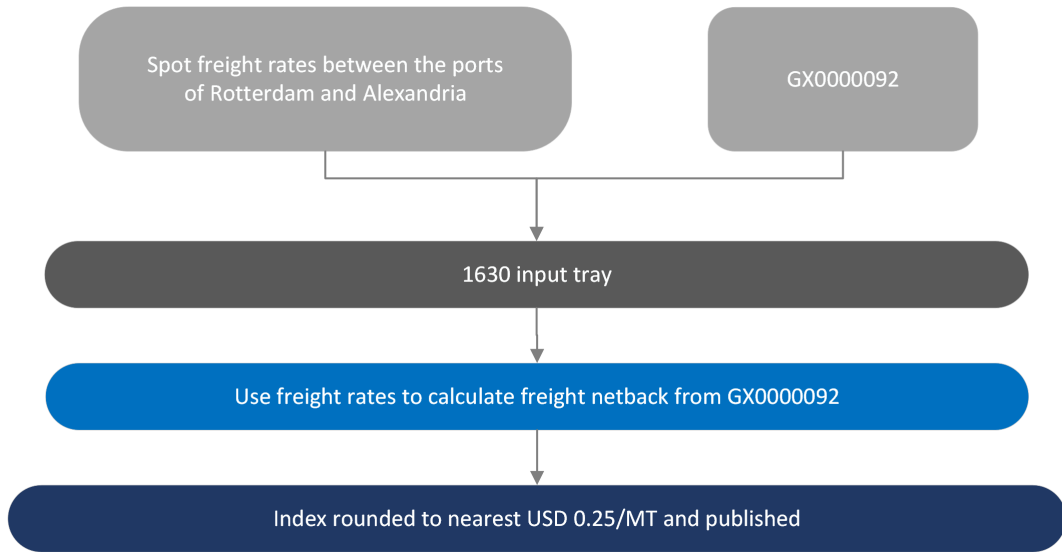 Spot freight rates between the ports
of Rotterdam and Alexandria
GX0000092
1630 input tray
Use freight rates to calculate freight netback from GX0000092
Index rounded to nearest USD 0.25/MT and published